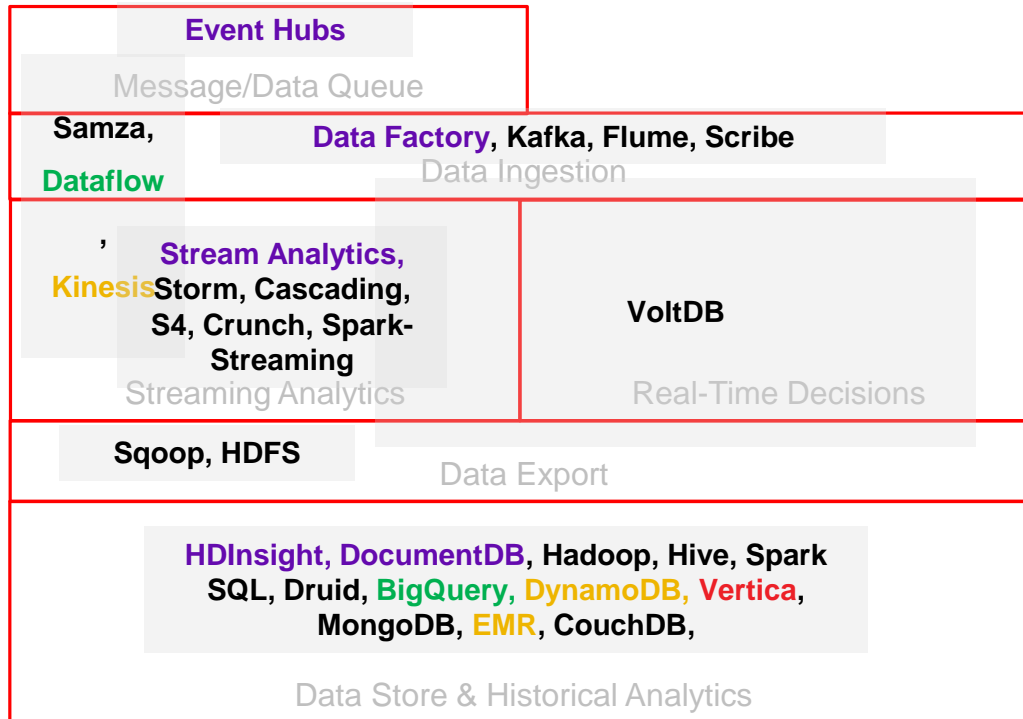 Event Hubs
Message/Data Queue
Samza,
Dataflow
,
Kinesis
Data Factory, Kafka, Flume, Scribe
Data Ingestion
Stream Analytics,
Storm, Cascading,
S4, Crunch, Spark-
Streaming
Streaming Analytics
VoltDB
Real-Time Decisions
Sqoop, HDFS
Data Export
HDInsight, DocumentDB, Hadoop, Hive, Spark
SQL, Druid, BigQuery, DynamoDB, Vertica,
MongoDB, EMR, CouchDB,
Data Store & Historical Analytics